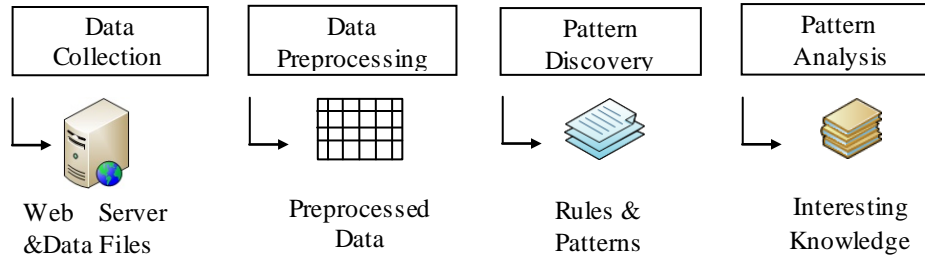 Data
Collection
Data
Preprocessing
Pattern
Discovery
Pattern
Analysis
Web Server
&Data Files
Preprocessed
Data
Rules &
Patterns
Interesting
Knowledge